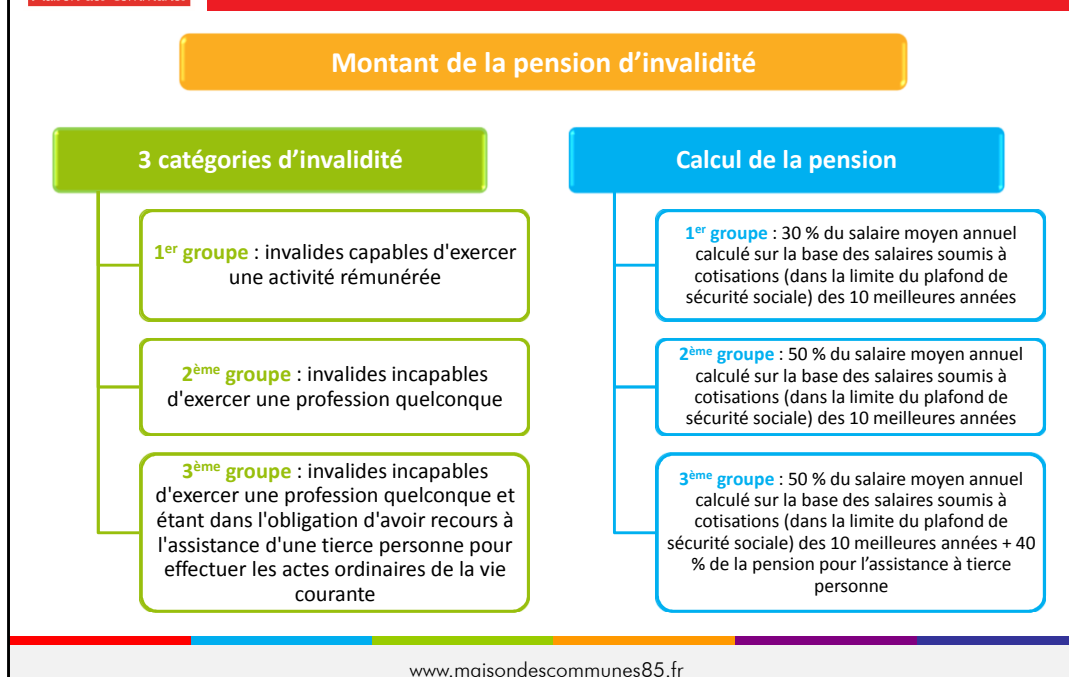 Montant de la pension d’invalidité
3 catégories d’invalidité
1er groupe : invalides capables d'exercer
une activité rémunérée
2ème groupe : invalides incapables
d'exercer une profession quelconque
3ème groupe : invalides incapables
d'exercer une profession quelconque et
étant dans l'obligation d'avoir recours à
l'assistance d'une tierce personne pour
effectuer les actes ordinaires de la vie
courante
Calcul de la pension
1er groupe : 30 % du salaire moyen annuel
calculé sur la base des salaires soumis à
cotisations (dans la limite du plafond de
sécurité sociale) des 10 meilleures années
2ème groupe : 50 % du salaire moyen annuel
calculé sur la base des salaires soumis à
cotisations (dans la limite du plafond de
sécurité sociale) des 10 meilleures années
3ème groupe : 50 % du salaire moyen annuel
calculé sur la base des salaires soumis à
cotisations (dans la limite du plafond de
sécurité sociale) des 10 meilleures années + 40
% de la pension pour l’assistance à tierce
personne
www.maisondescommunes85.fr